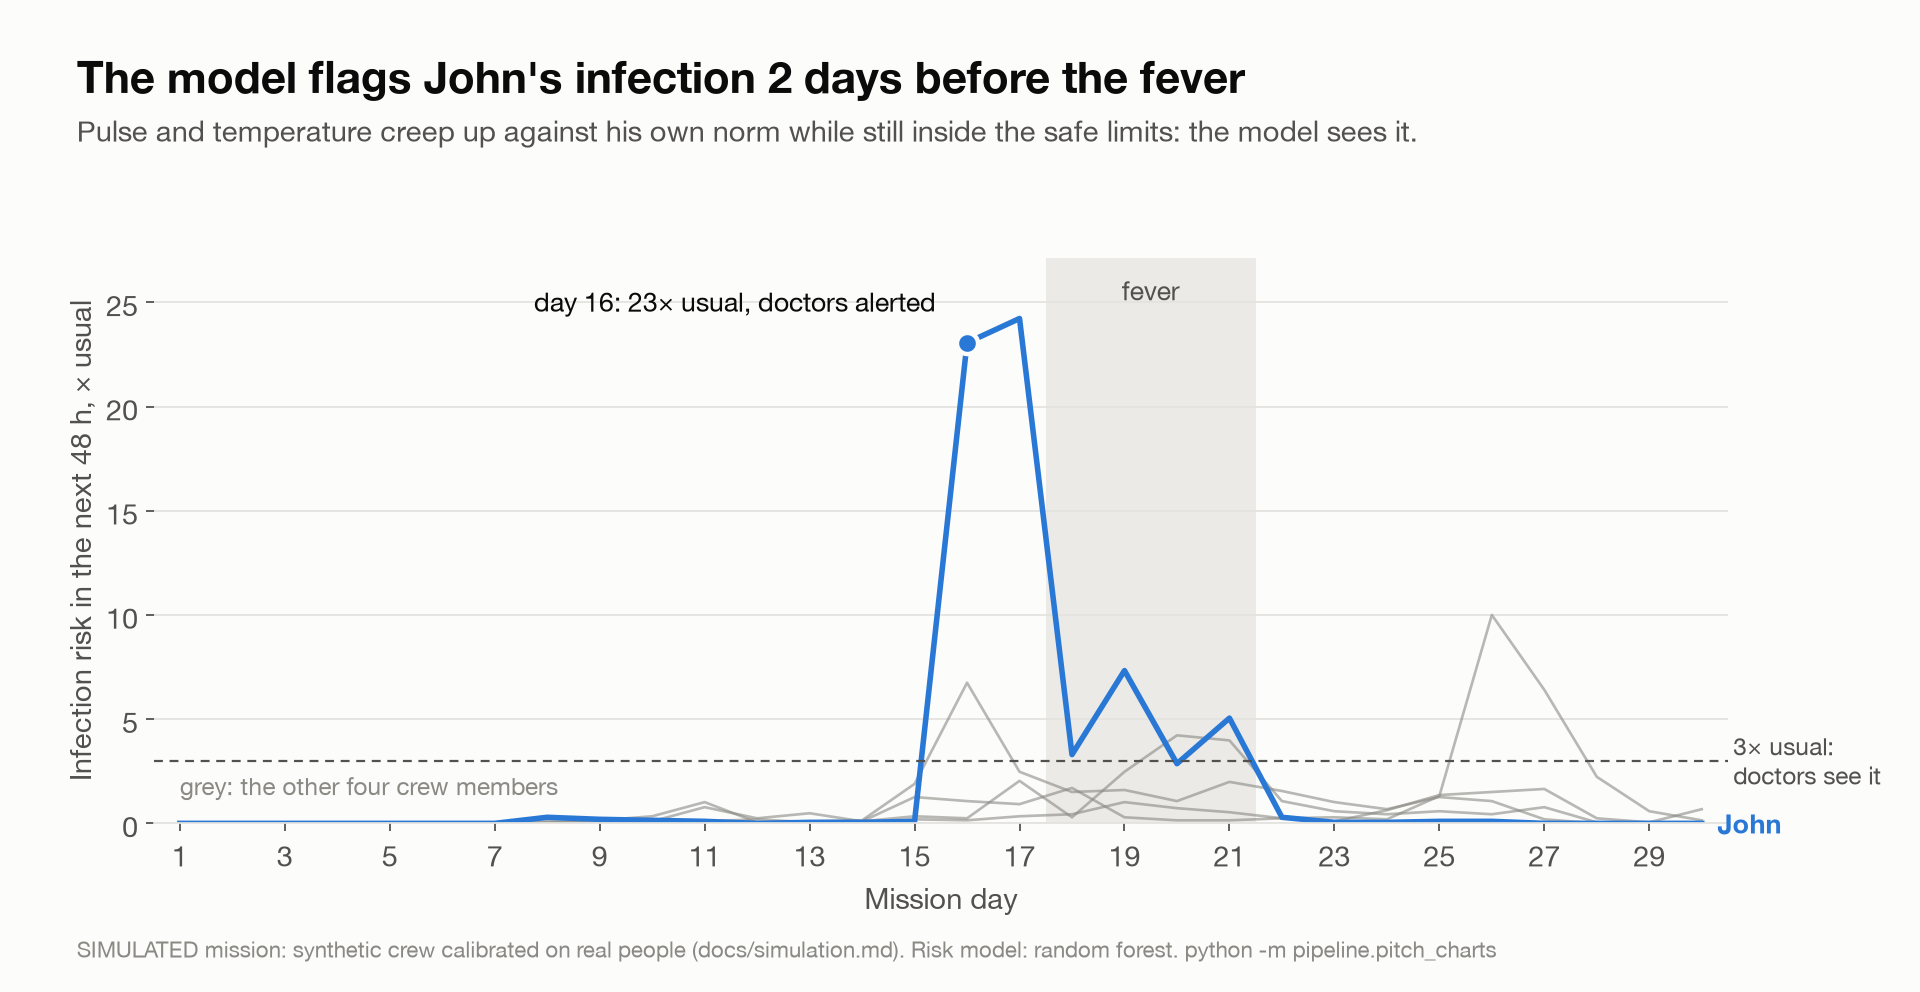 The model flags John's infection 2 days before the fever
Pulse and temperature creep up against his own norm while still inside the safe limits: the model sees it.
fever
day 16: 23× usual, doctors alerted
Infection risk in the next 48 h, × usual
25
20
15
10
5
0
3× usual:
doctors see it
grey: the other four crew members
John
1 3 5 7 9 11 13 15 17 19 21 23 25 27 29
Mission day
SIMULATED mission: synthetic crew calibrated on real people (docs/simulation.md). Risk model: random forest. python -m pipeline.pitch_charts